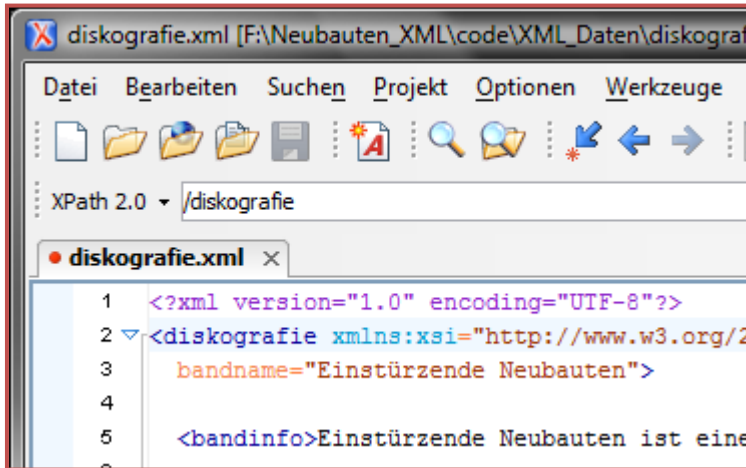 diskografie.xml [F:\Neubauten_XML\code\XML_Daten\diskograf
Datei Bearbeiten Suchen Projekt Optionen Werkzeuge
XPath 2.0 /diskografie
diskografie.xml
1 <?xml version="1.0" encoding="UTF-8"?>
2 <diskografie xmlns:xsi="http://www.w3.org/2
3 bandname="Einstürzende Neubauten">
4
5 <bandinfo>Einstürzende Neubauten ist eine